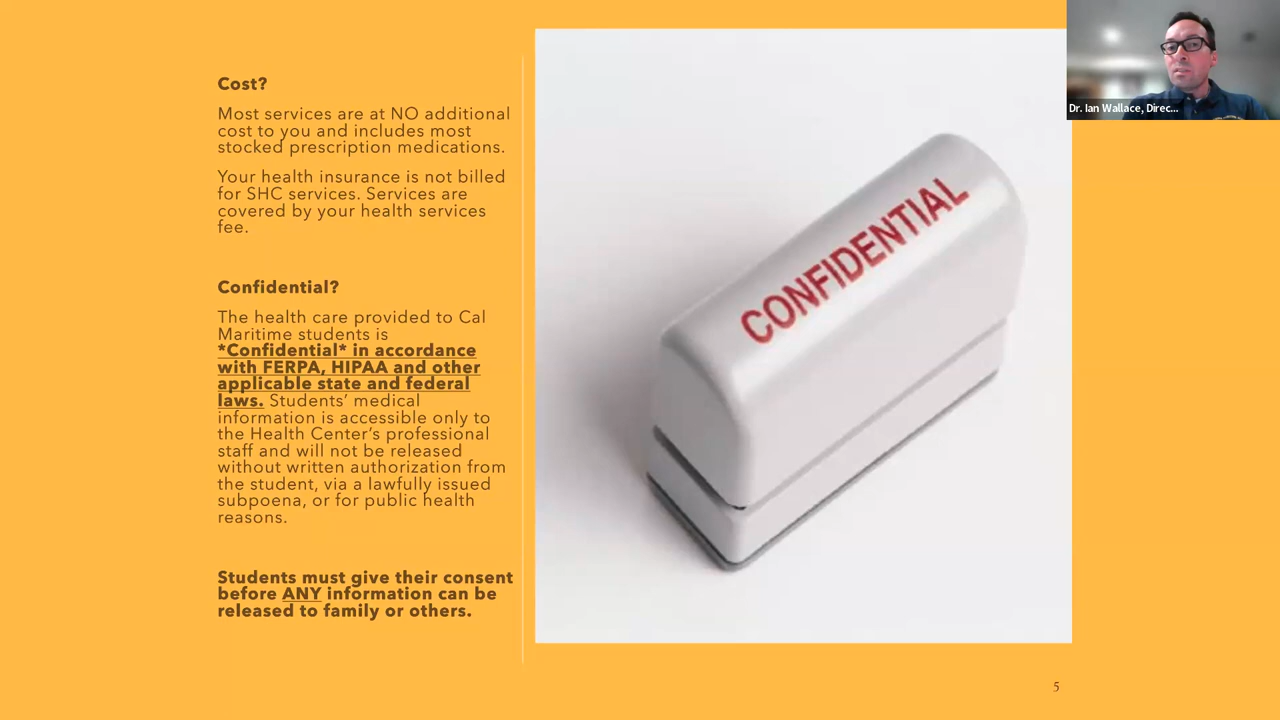 Cost?
Most services are at NO additional
cost to you and includes most
stocked prescription medications.
Your health insurance is not billed
for SHC services. Services are
covered by your health services
fee.
Confidential?
The health care provided to Cal
Maritime students is
*Confidential* in accordance
with FERPA, HIPAA and other
applicable state and federal
laws. Students’ medical
information is accessible only to
the Health Center’s professional
staff and will not be released
without written authorization from
the student, via a lawfully issued
subpoena, or for public health
reasons.
Students must give their consent
before ANY information can be
released to family or others.
CONFIDENTIAL
Dr. Ian Wallace, Direc...
5